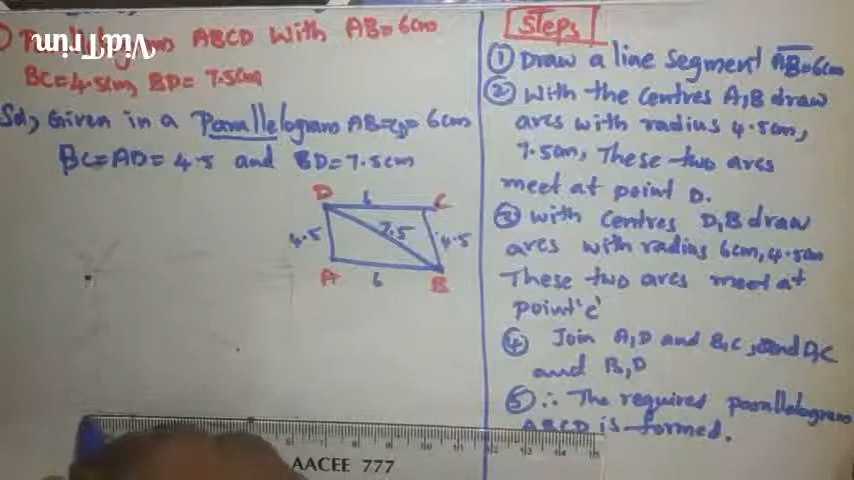 VidTrim
Parallelogram ABCD with AB=6cm
BC=4.5cm, BD= 7.5cm
Sol, Given in a Parallelogram AB=CD=6cm
BC=AD= 4.5 and BD=7.5cm
D 6 C
4.5 7.5 4.5
A 6 B
Steps
① Draw a line segment AB=6cm
② With the centres A,B draw
arcs with radius 4.5cm,
7.5cm, These two arcs
meet at point D.
③ With centres D,B draw
arcs with radius 6cm, 4.5cm
These two arcs meet at
point 'c'
④ Join A,D and B,C, and D,C
and B,D
⑤ ∴ The required parallelogram
ABCD is formed.
AACEE 777